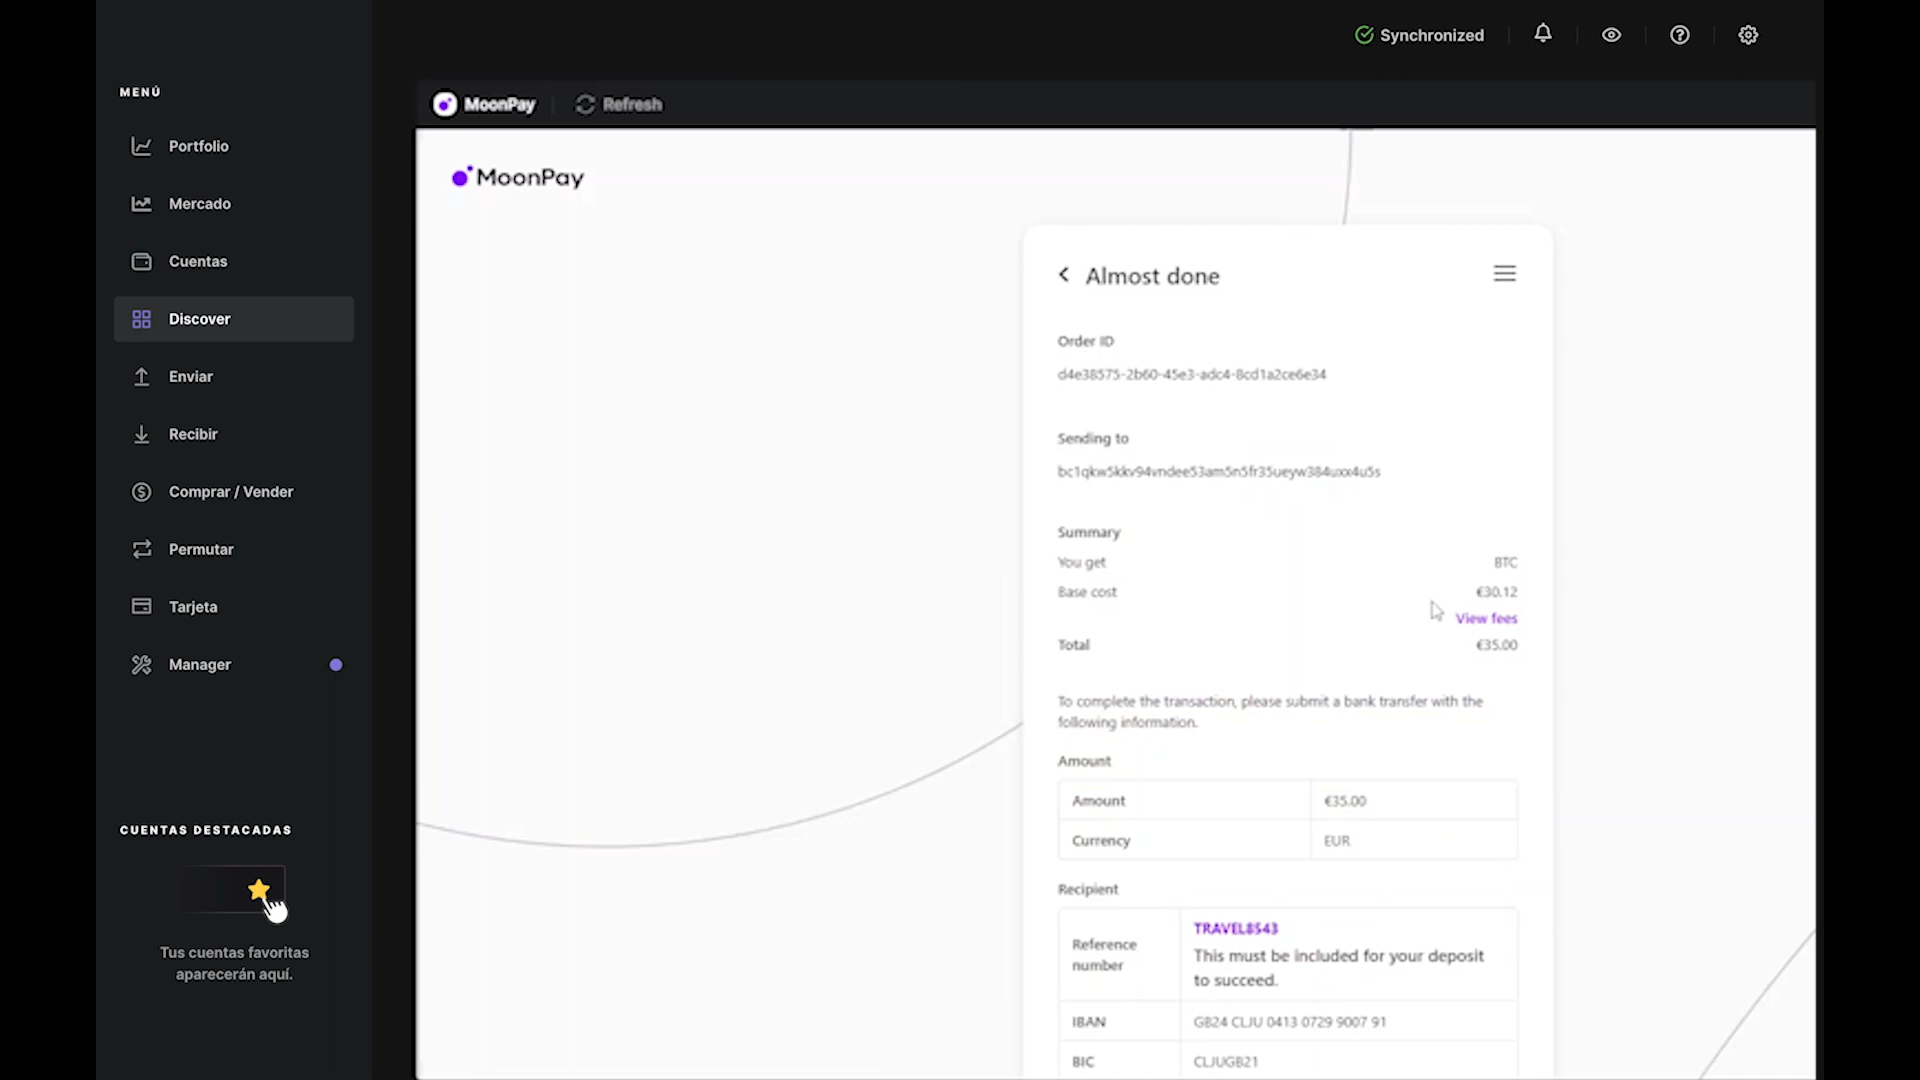 Synchronized
MENÚ
Portfolio
Mercado
Cuentas
Discover
Enviar
Recibir
Comprar / Vender
Permutar
Tarjeta
Manager
CUENTAS DESTACADAS
Tus cuentas favoritas
aparecerán aquí.
MoonPay
Refresh
MoonPay
Almost done
Order ID
d4e38575-2b60-45e3-adc4-8cd1a2ce6e34
Sending to
bc1qkw5kkv94vndee53am5n5fr35ueyw384uxx4u5s
Summary
You get BTC
Base cost €30.12
View fees
Total €35.00
To complete the transaction, please submit a bank transfer with the
following information.
Amount
Amount €35.00
Currency EUR
Recipient
Reference number
TRAVEL8543
This must be included for your deposit
to succeed.
IBAN GB24 CLJU 0413 0729 9007 91
BIC CLJUGB21